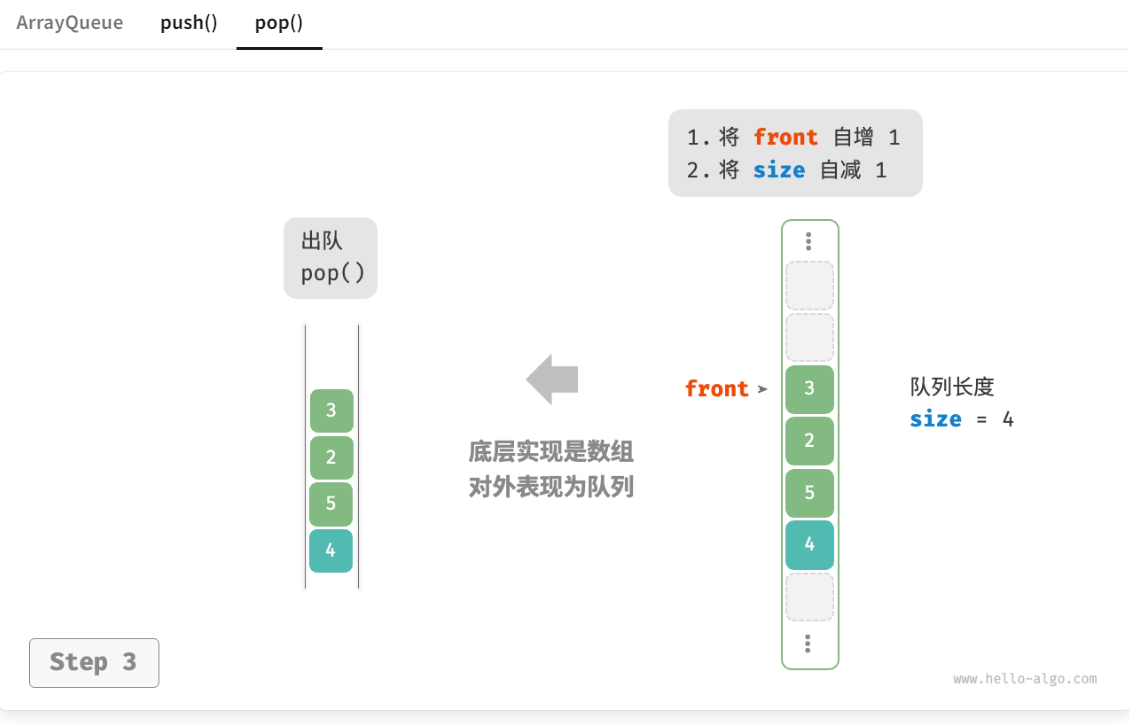 ArrayQueue push() pop()
1. 将 front 自增 1
2. 将 size 自减 1
出队
pop()
3
2
5
4
底层实现是数组
对外表现为队列
front
3
2
5
4
队列长度
size = 4
Step 3
www.hello-algo.com